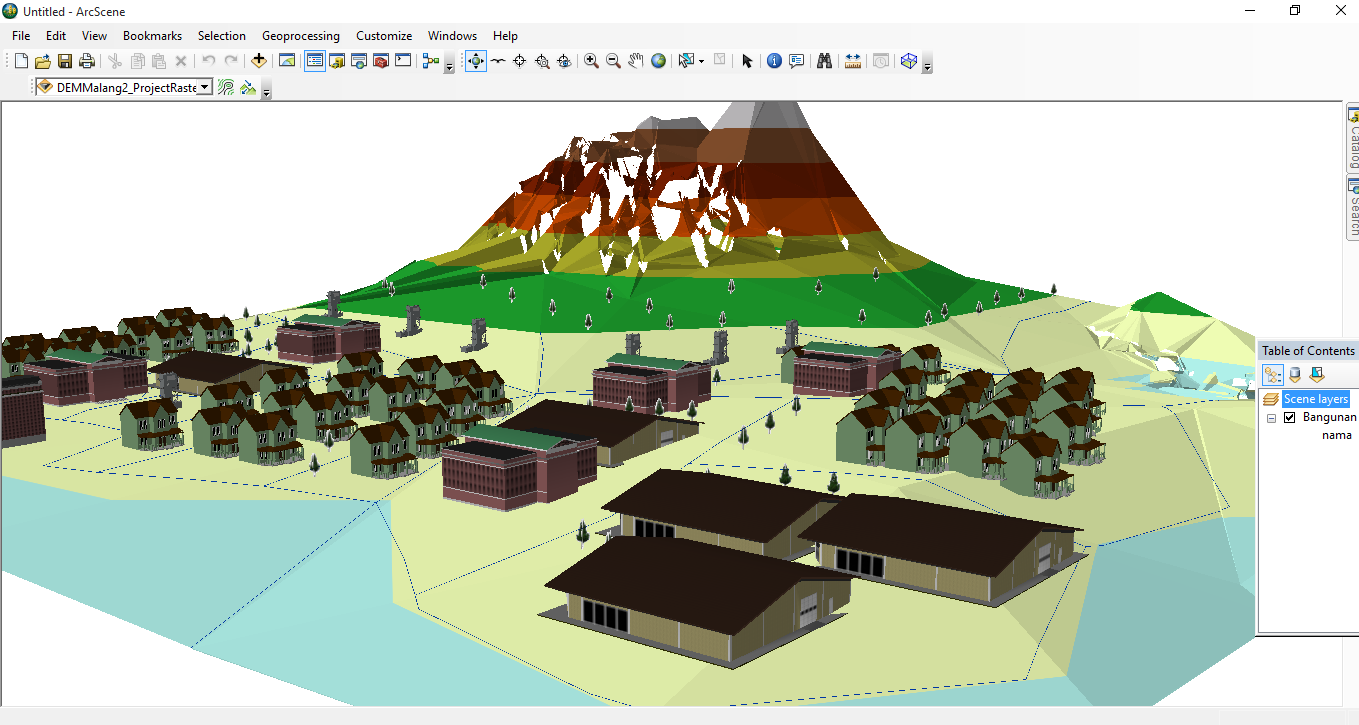 Untitled - ArcScene
File Edit View Bookmarks Selection Geoprocessing Customize Windows Help
DEMMalang2_ProjectRaste
Catalog
Search
Table of Contents
Scene layers
Bangunan
nama